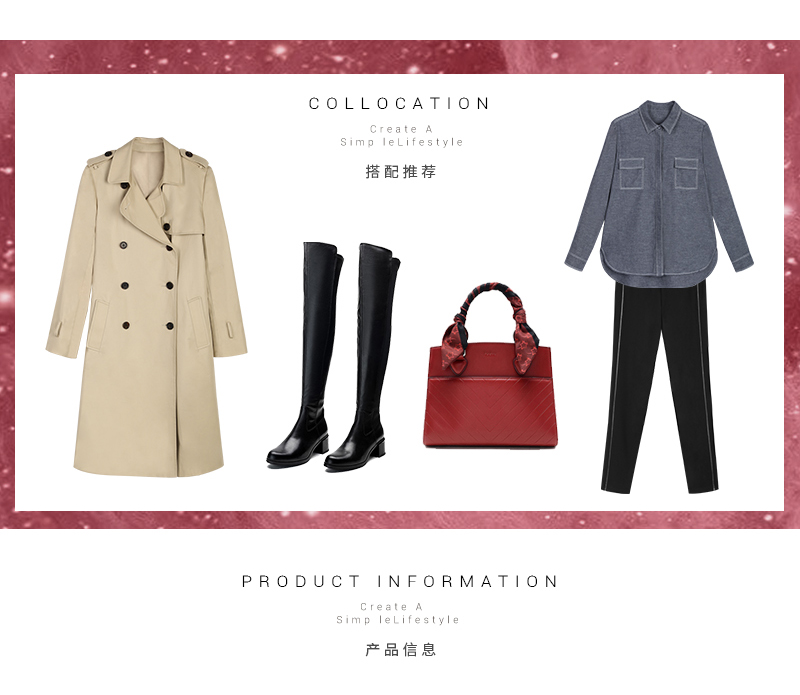 COLLOCATION
Create A
Simp leLifestyle
搭配推荐
PRODUCT INFORMATION
Create A
Simp leLifestyle
产品信息